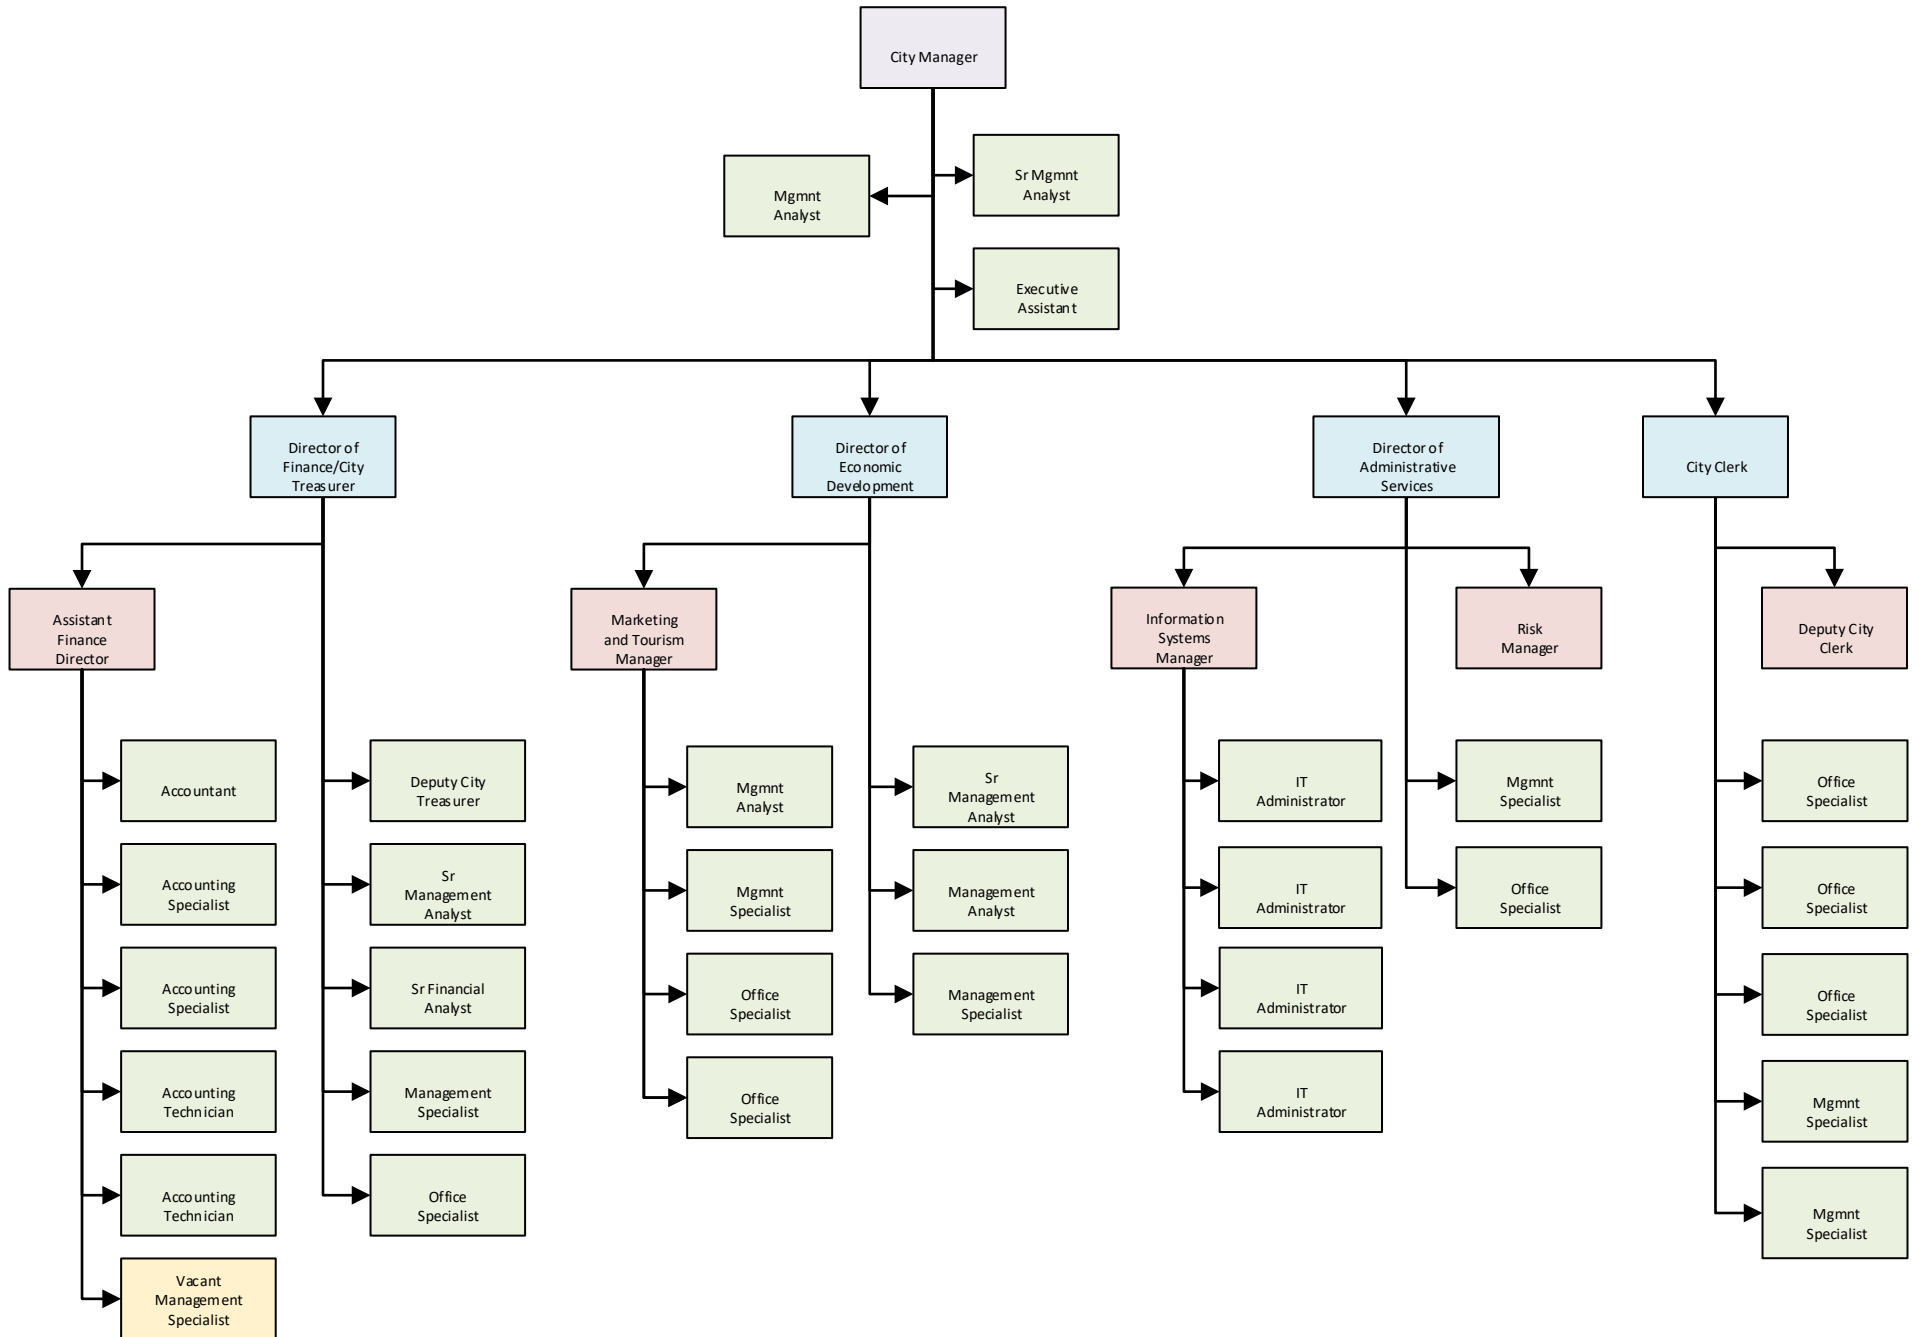 City Manager
Sr Mgmnt
Analyst
Mgmnt
Analyst
Executive
Assistant
Director of
Finance/City
Treasurer
Director of
Economic
Development
Director of
Administrative
Services
City Clerk
Assistant
Finance
Director
Marketing
and Tourism
Manager
Information
Systems
Manager
Risk
Manager
Deputy City
Clerk
Accountant
Accounting
Specialist
Accounting
Specialist
Accounting
Technician
Accounting
Technician
Vacant
Management
Specialist
Deputy City
Treasurer
Sr
Management
Analyst
Sr Financial
Analyst
Management
Specialist
Office
Specialist
Mgmnt
Analyst
Mgmnt
Specialist
Office
Specialist
Office
Specialist
Sr
Management
Analyst
Management
Analyst
Management
Specialist
IT
Administrator
IT
Administrator
IT
Administrator
IT
Administrator
Mgmnt
Specialist
Office
Specialist
Office
Specialist
Office
Specialist
Office
Specialist
Mgmnt
Specialist
Mgmnt
Specialist